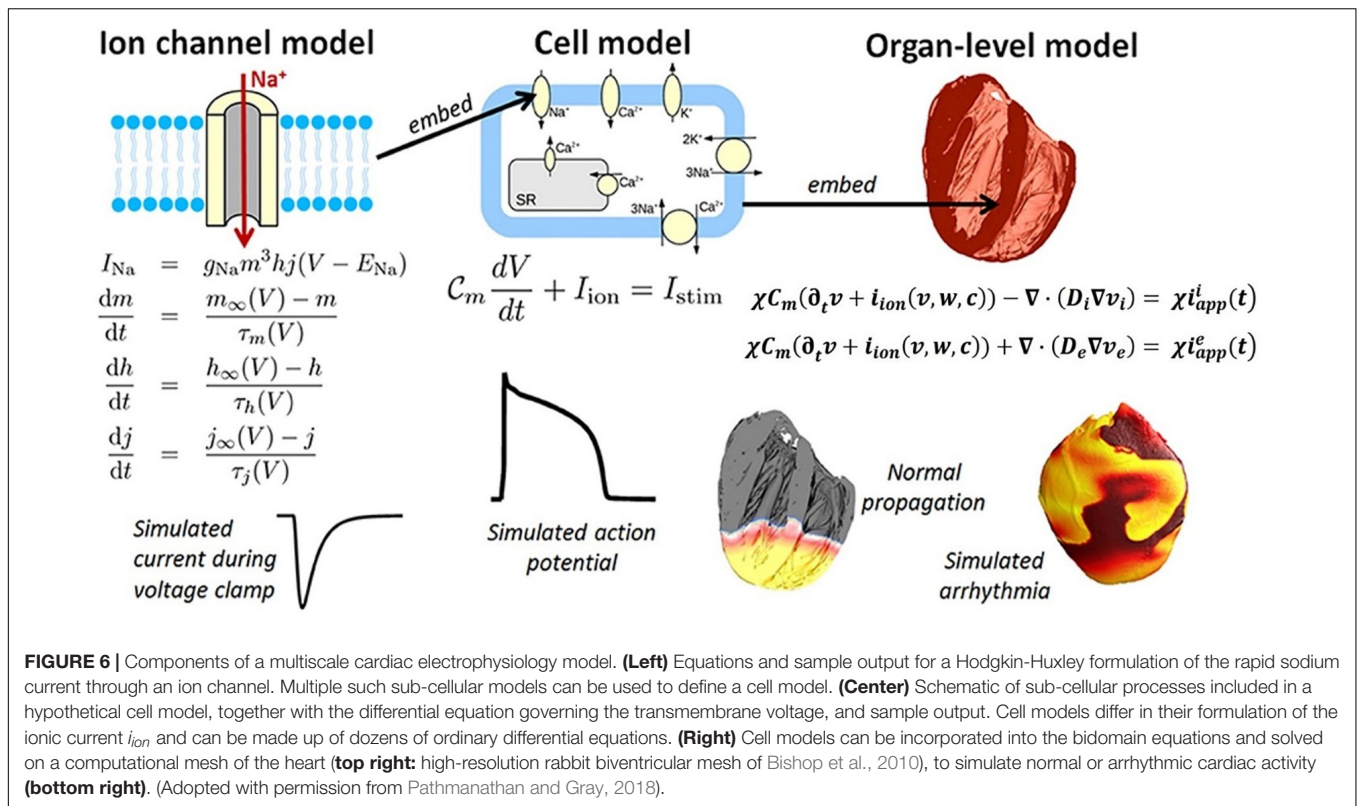 Ion channel model
Na⁺
embed
Cell model
Na⁺
Ca²⁺
K⁺
Ca²⁺
SR
Ca²⁺
2K⁺
3Na⁺
3Na⁺
Ca²⁺
embed
Organ-level model
I_Na = g_Na m³hj(V − E_Na)
dm/dt = (m_∞(V) − m)/τ_m(V)
dh/dt = (h_∞(V) − h)/τ_h(V)
dj/dt = (j_∞(V) − j)/τ_j(V)
Simulated
current during
voltage clamp
C_m dV/dt + I_ion = I_stim
Simulated action
potential
χC_m(∂_t v + i_ion(v, w, c)) − ∇ · (D_i∇v_i) = χi^i_app(t)
χC_m(∂_t v + i_ion(v, w, c)) + ∇ · (D_e∇v_e) = χi^e_app(t)
Normal
propagation
Simulated
arrhythmia
FIGURE 6 | Components of a multiscale cardiac electrophysiology model. (Left) Equations and sample output for a Hodgkin-Huxley formulation of the rapid sodium
current through an ion channel. Multiple such sub-cellular models can be used to define a cell model. (Center) Schematic of sub-cellular processes included in a
hypothetical cell model, together with the differential equation governing the transmembrane voltage, and sample output. Cell models differ in their formulation of the
ionic current i_ion and can be made up of dozens of ordinary differential equations. (Right) Cell models can be incorporated into the bidomain equations and solved
on a computational mesh of the heart (top right: high-resolution rabbit biventricular mesh of Bishop et al., 2010), to simulate normal or arrhythmic cardiac activity
(bottom right). (Adopted with permission from Pathmanathan and Gray, 2018).